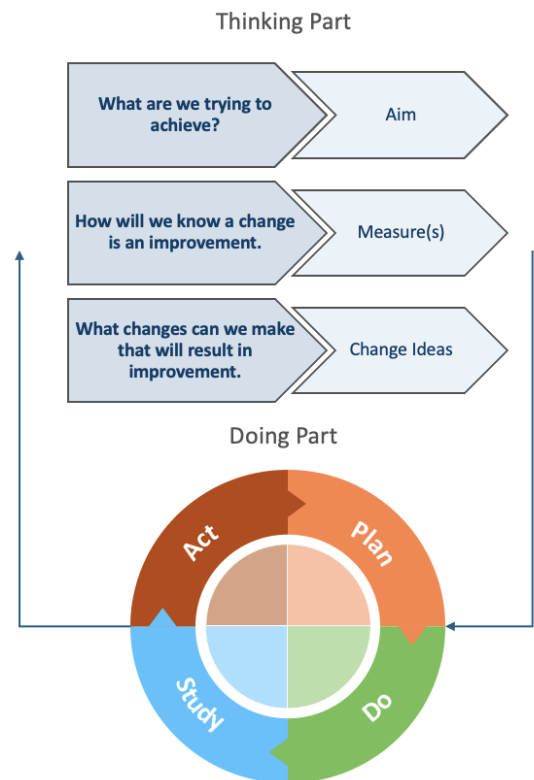 Thinking Part
What are we trying to
achieve?
Aim
How will we know a change
is an improvement.
Measure(s)
What changes can we make
that will result in
improvement.
Change Ideas
Doing Part
Act
Plan
Study
Do